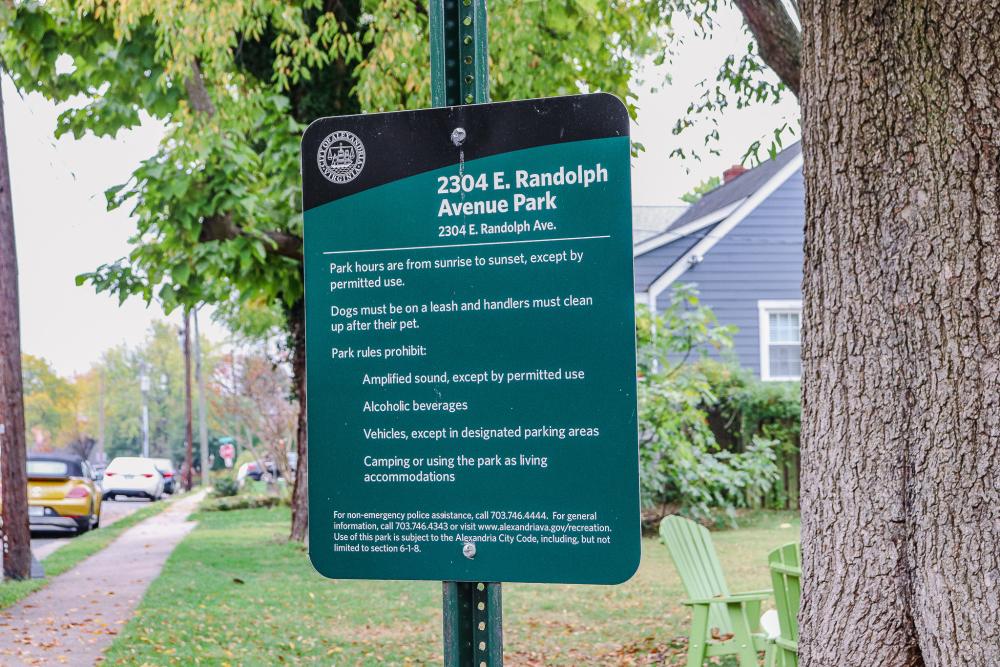 CITY OF ALEXANDRIA
VIRGINIA
2304 E. Randolph
Avenue Park
2304 E. Randolph Ave.
Park hours are from sunrise to sunset, except by
permitted use.
Dogs must be on a leash and handlers must clean
up after their pet.
Park rules prohibit:
Amplified sound, except by permitted use
Alcoholic beverages
Vehicles, except in designated parking areas
Camping or using the park as living
accommodations
For non-emergency police assistance, call 703.746.4444. For general
information, call 703.746.4343 or visit www.alexandriava.gov/recreation.
Use of this park is subject to the Alexandria City Code, including, but not
limited to section 6-1-8.